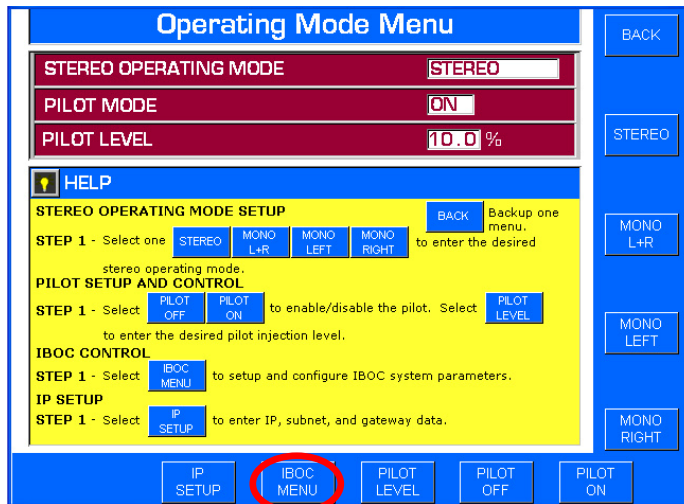 Operating Mode Menu
STEREO OPERATING MODE STEREO
PILOT MODE ON
PILOT LEVEL 10.0 %
HELP
STEREO OPERATING MODE SETUP
BACK Backup one
menu.
STEP 1 - Select one STEREO MONO L+R MONO LEFT MONO RIGHT to enter the desired
stereo operating mode.
PILOT SETUP AND CONTROL
STEP 1 - Select PILOT OFF PILOT ON to enable/disable the pilot. Select PILOT LEVEL
to enter the desired pilot injection level.
IBOC CONTROL
STEP 1 - Select IBOC MENU to setup and configure IBOC system parameters.
IP SETUP
STEP 1 - Select IP SETUP to enter IP, subnet, and gateway data.
BACK
STEREO
MONO
L+R
MONO
LEFT
MONO
RIGHT
IP
SETUP
IBOC
MENU
PILOT
LEVEL
PILOT
OFF
PILOT
ON